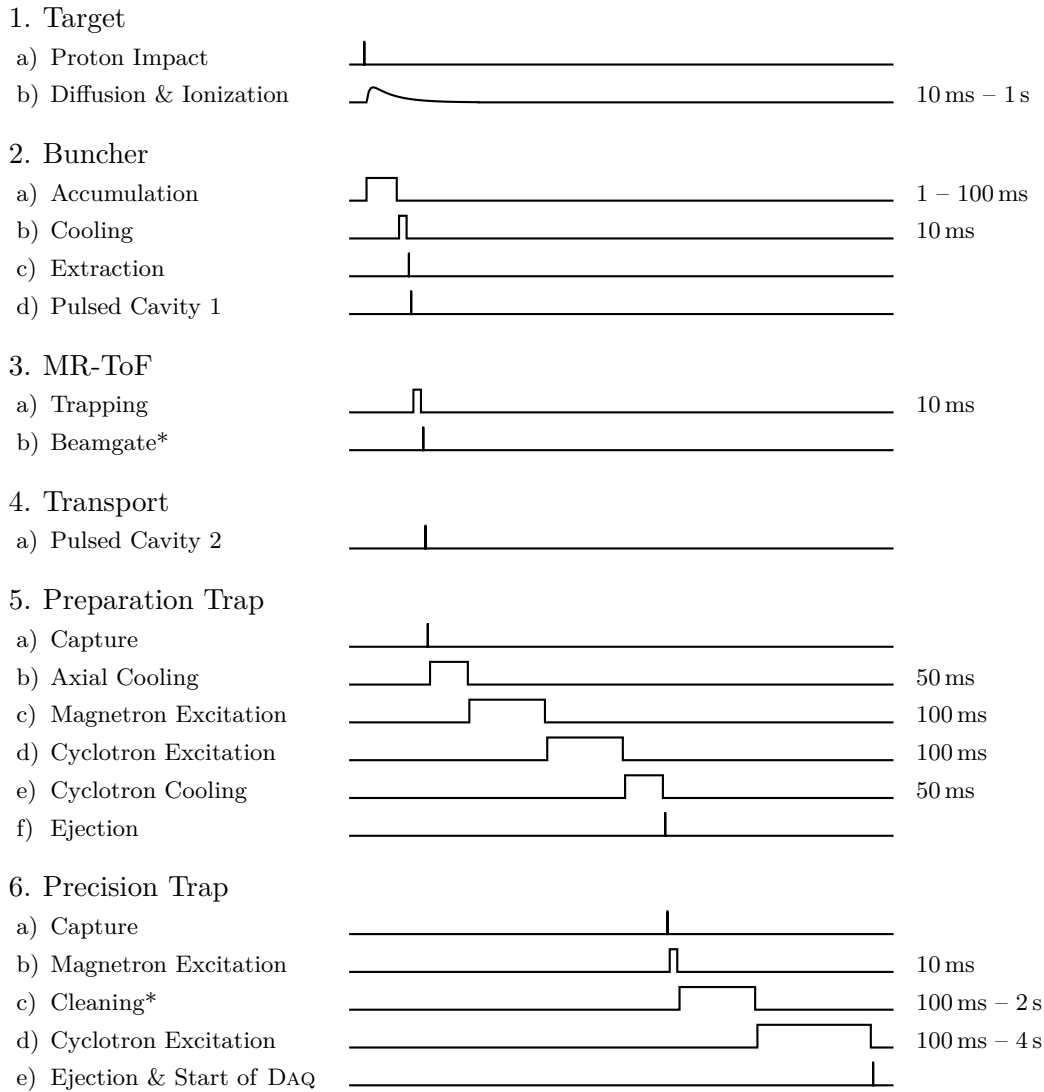 1. Target
a) Proton Impact
b) Diffusion & Ionization 10 ms – 1 s
2. Buncher
a) Accumulation 1 – 100 ms
b) Cooling 10 ms
c) Extraction
d) Pulsed Cavity 1
3. MR-ToF
a) Trapping 10 ms
b) Beamgate*
4. Transport
a) Pulsed Cavity 2
5. Preparation Trap
a) Capture
b) Axial Cooling 50 ms
c) Magnetron Excitation 100 ms
d) Cyclotron Excitation 100 ms
e) Cyclotron Cooling 50 ms
f) Ejection
6. Precision Trap
a) Capture
b) Magnetron Excitation 10 ms
c) Cleaning* 100 ms – 2 s
d) Cyclotron Excitation 100 ms – 4 s
e) Ejection & Start of DAQ